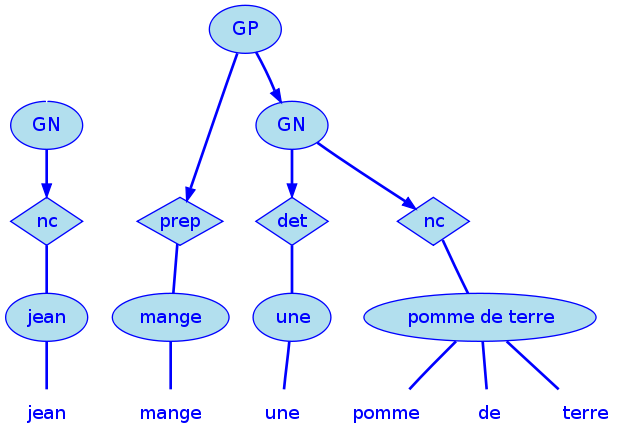 GP
GN GN
nc prep det nc
jean mange une pomme de terre
jean mange une pomme de terre